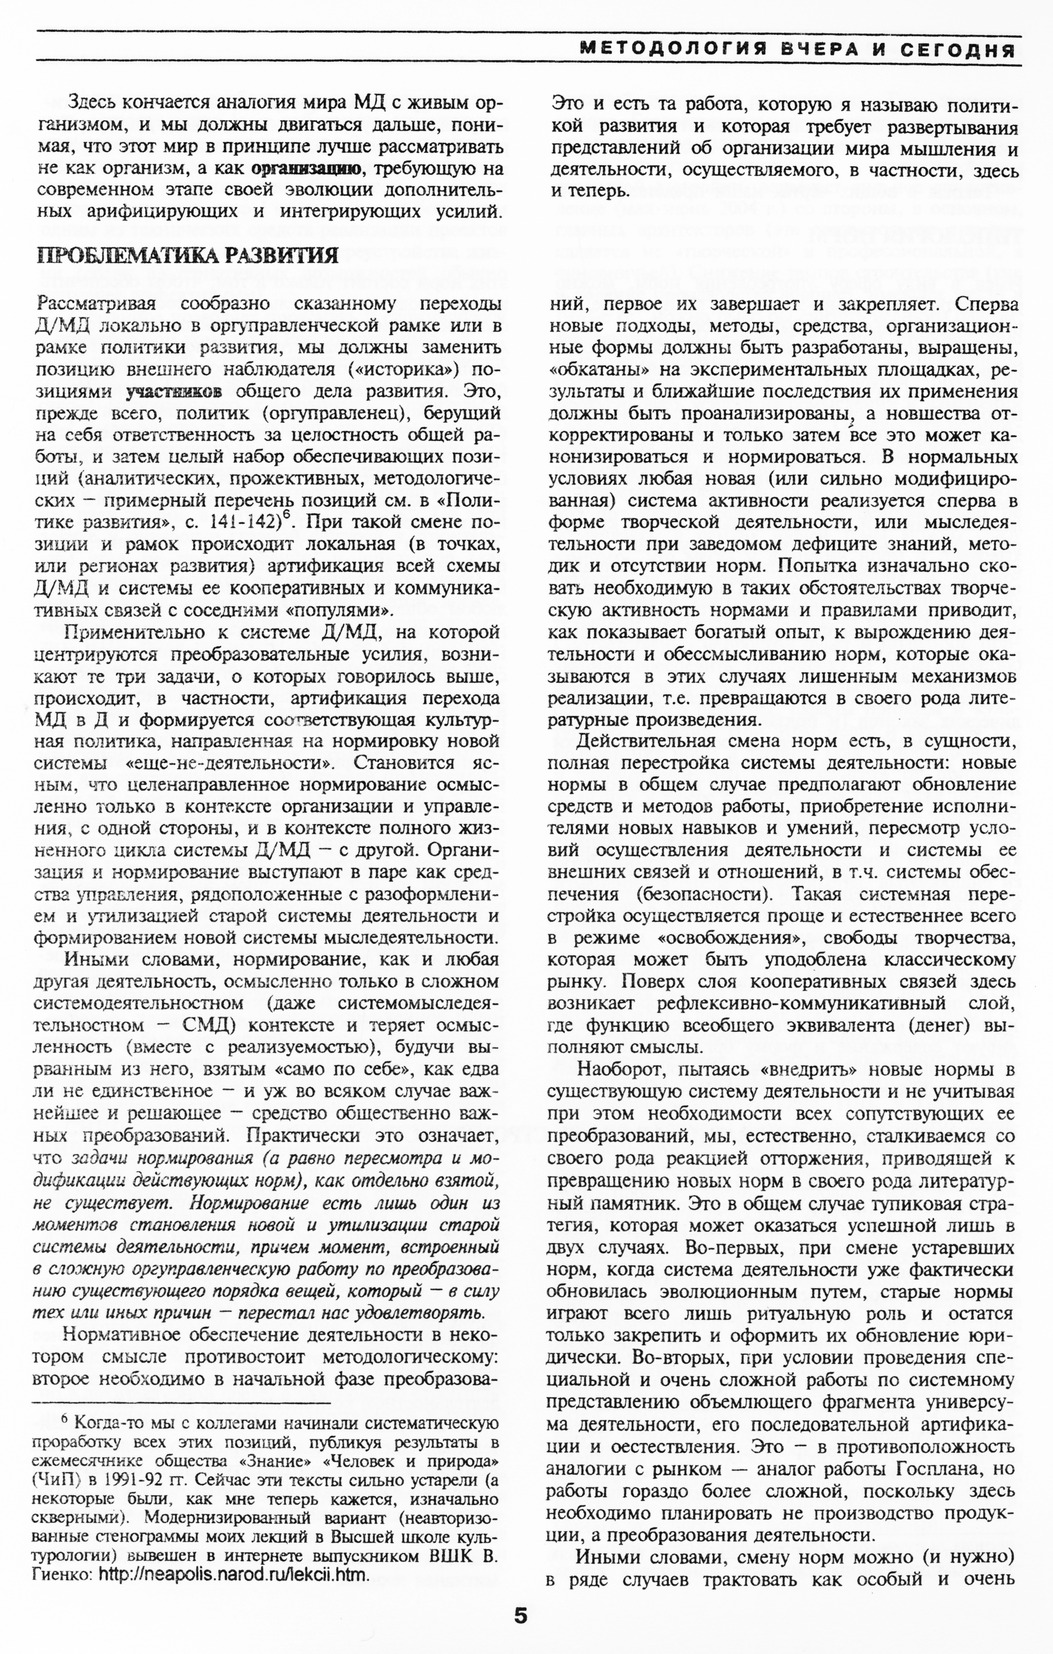 МЕТОДОЛОГИЯ ВЧЕРА И СЕГОДНЯ
Здесь кончается аналогия мира МД с живым ор-
ганизмом, и мы должны двигаться дальше, пони-
мая, что этот мир в принципе лучше рассматривать
не как организм, а как организацию, требующую на
современном этапе своей эволюции дополнитель-
ных арифицирующих и интегрирующих усилий.
Это и есть та работа, которую я называю полити-
кой развития и которая требует развертывания
представлений об организации мира мышления и
деятельности, осуществляемого, в частности, здесь
и теперь.
ПРОБЛЕМАТИКА РАЗВИТИЯ
Рассматривая сообразно сказанному переходы
Д/МД локально в оргуправленческой рамке или в
рамке политики развития, мы должны заменить
позицию внешнего наблюдателя («историка») по-
зициями участников общего дела развития. Это,
прежде всего, политик (оргуправленец), берущий
на себя ответственность за целостность общей ра-
боты, и затем целый набор обеспечивающих пози-
ций (аналитических, прожективных, методологиче-
ских — примерный перечень позиций см. в «Поли-
тике развития», с. 141-142)⁶. При такой смене по-
зиции и рамок происходит локальная (в точках,
или регионах развития) артификация всей схемы
Д/МД и системы ее кооперативных и коммуника-
тивных связей с соседними «популями».
Применительно к системе Д/МД, на которой
центрируются преобразовательные усилия, возни-
кают те три задачи, о которых говорилось выше,
происходит, в частности, артификация перехода
МД в Д и формируется соответствующая культур-
ная политика, направленная на нормировку новой
системы «еще-не-деятельности». Становится яс-
ным, что целенаправленное нормирование осмыс-
ленно только в контексте организации и управле-
ния, с одной стороны, и в контексте полного жиз-
ненного цикла системы Д/МД — с другой. Органи-
зация и нормирование выступают в паре как сред-
ства управления, рядоположенные с разоформлени-
ем и утилизацией старой системы деятельности и
формированием новой системы мыследеятельности.
Иными словами, нормирование, как и любая
другая деятельность, осмысленно только в сложном
системодеятельностном (даже системомыследея-
тельностном — СМД) контексте и теряет осмыс-
ленность (вместе с реализуемостью), будучи вы-
рванным из него, взятым «само по себе», как едва
ли не единственное — и уж во всяком случае важ-
нейшее и решающее — средство общественно важ-
ных преобразований. Практически это означает,
что задачи нормирования (а равно пересмотра и мо-
дификации действующих норм), как отдельно взятой,
не существует. Нормирование есть лишь один из
моментов становления новой и утилизации старой
системы деятельности, причем момент, встроенный
в сложную оргуправленческую работу по преобразова-
нию существующего порядка вещей, который — в силу
тех или иных причин — перестал нас удовлетворять.
Нормативное обеспечение деятельности в неко-
тором смысле противостоит методологическому:
второе необходимо в начальной фазе преобразова-
⁶ Когда-то мы с коллегами начинали систематическую
проработку всех этих позиций, публикуя результаты в
ежемесячнике общества «Знание» «Человек и природа»
(ЧиП) в 1991-92 гг. Сейчас эти тексты сильно устарели (а
некоторые были, как мне теперь кажется, изначально
скверными). Модернизированный вариант (неавторизо-
ванные стенограммы моих лекций в Высшей школе куль-
турологии) вывешен в интернете выпускником ВШК В.
Гиенко: http://neapolis.narod.ru/lekcii.htm.
ний, первое их завершает и закрепляет. Сперва
новые подходы, методы, средства, организацион-
ные формы должны быть разработаны, выращены,
«обкатаны» на экспериментальных площадках, ре-
зультаты и ближайшие последствия их применения
должны быть проанализированы, а новшества от-
корректированы и только затем все это может ка-
нонизироваться и нормироваться. В нормальных
условиях любая новая (или сильно модифициро-
ванная) система активности реализуется сперва в
форме творческой деятельности, или мыследея-
тельности при заведомом дефиците знаний, мето-
дик и отсутствии норм. Попытка изначально ско-
вать необходимую в таких обстоятельствах творче-
скую активность нормами и правилами приводит,
как показывает богатый опыт, к вырождению дея-
тельности и обессмысливанию норм, которые ока-
зываются в этих случаях лишенным механизмов
реализации, т.е. превращаются в своего рода лите-
ратурные произведения.
Действительная смена норм есть, в сущности,
полная перестройка системы деятельности: новые
нормы в общем случае предполагают обновление
средств и методов работы, приобретение исполни-
телями новых навыков и умений, пересмотр усло-
вий осуществления деятельности и системы ее
внешних связей и отношений, в т.ч. системы обес-
печения (безопасности). Такая системная пере-
стройка осуществляется проще и естественнее всего
в режиме «освобождения», свободы творчества,
которая может быть уподоблена классическому
рынку. Поверх слоя кооперативных связей здесь
возникает рефлексивно-коммуникативный слой,
где функцию всеобщего эквивалента (денег) вы-
полняют смыслы.
Наоборот, пытаясь «внедрить» новые нормы в
существующую систему деятельности и не учитывая
при этом необходимости всех сопутствующих ее
преобразований, мы, естественно, сталкиваемся со
своего рода реакцией отторжения, приводящей к
превращению новых норм в своего рода литератур-
ный памятник. Это в общем случае тупиковая стра-
тегия, которая может оказаться успешной лишь в
двух случаях. Во-первых, при смене устаревших
норм, когда система деятельности уже фактически
обновилась эволюционным путем, старые нормы
играют всего лишь ритуальную роль и остатся
только закрепить и оформить их обновление юри-
дически. Во-вторых, при условии проведения спе-
циальной и очень сложной работы по системному
представлению объемлющего фрагмента универсу-
ма деятельности, его последовательной артифика-
ции и оестествления. Это — в противоположность
аналогии с рынком — аналог работы Госплана, но
работы гораздо более сложной, поскольку здесь
необходимо планировать не производство продук-
ции, а преобразования деятельности.
Иными словами, смену норм можно (и нужно)
в ряде случаев трактовать как особый и очень
5